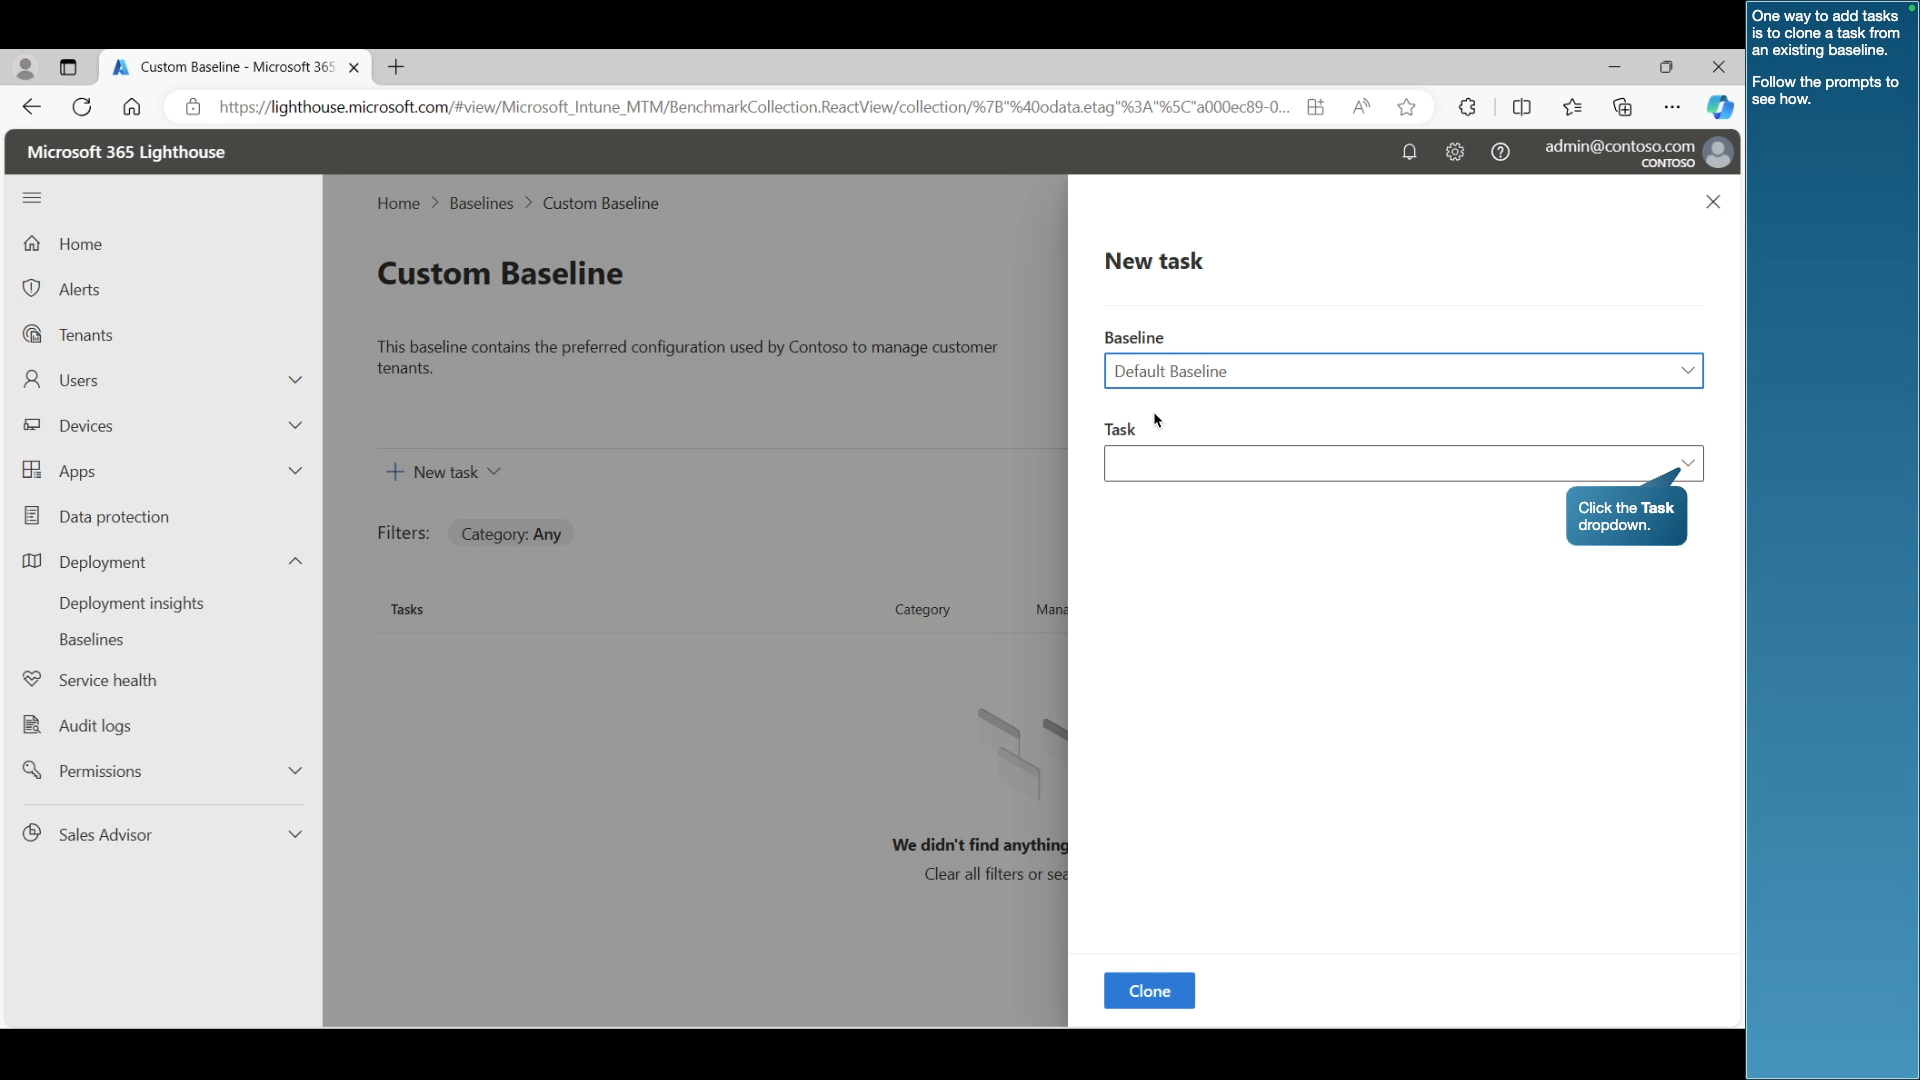 One way to add tasks
is to clone a task from
an existing baseline.
Follow the prompts to
see how.
Custom Baseline - Microsoft 365
https://lighthouse.microsoft.com/#view/Microsoft_Intune_MTM/BenchmarkCollection.ReactView/collection/%7B"%40odata.etag"%3A"%5C"a000ec89-0...
Microsoft 365 Lighthouse
admin@contoso.com
CONTOSO
Home
Alerts
Tenants
Users
Devices
Apps
Data protection
Deployment
Deployment insights
Baselines
Service health
Audit logs
Permissions
Sales Advisor
Home > Baselines > Custom Baseline
Custom Baseline
This baseline contains the preferred configuration used by Contoso to manage customer
tenants.
New task
Filters: Category: Any
Tasks Category Mana
We didn't find anything
Clear all filters or sea
New task
Baseline
Default Baseline
Task
Click the Task
dropdown.
Clone